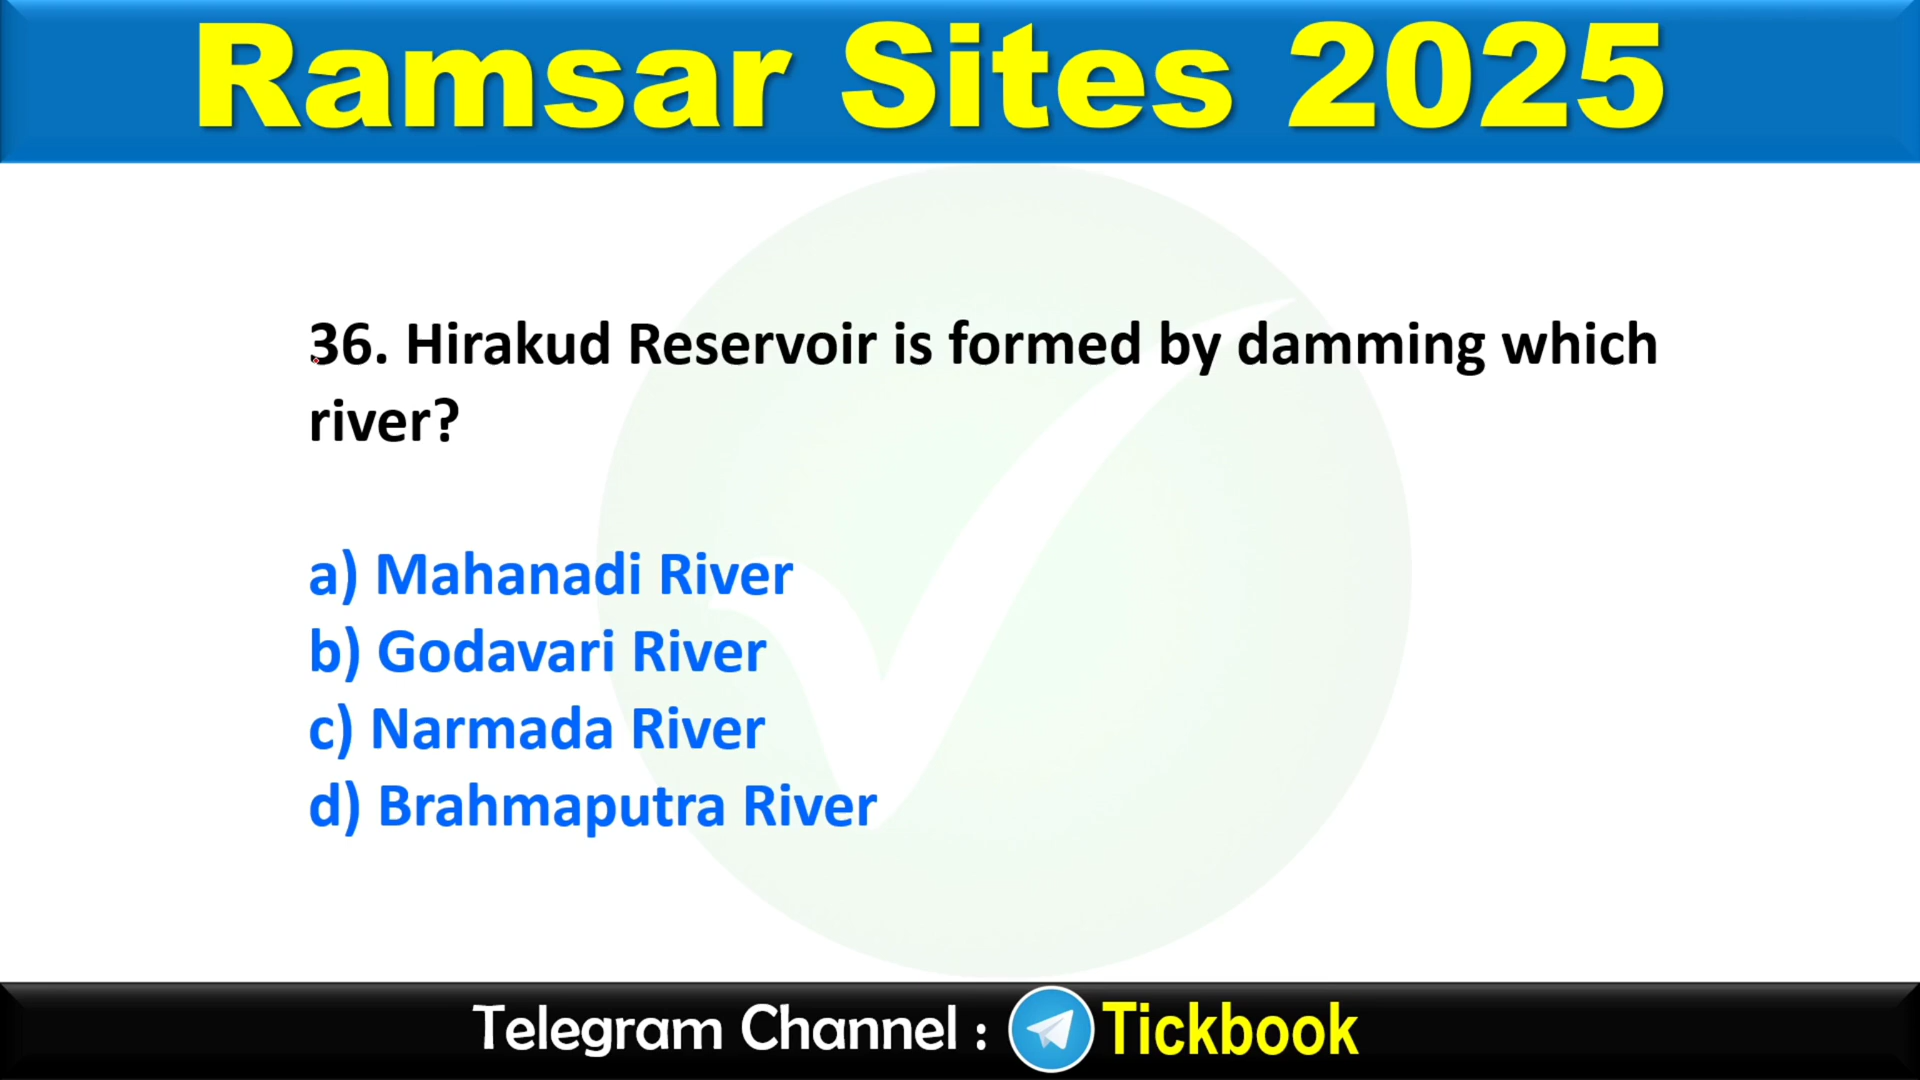 Ramsar Sites 2025
36. Hirakud Reservoir is formed by damming which
river?
a) Mahanadi River
b) Godavari River
c) Narmada River
d) Brahmaputra River
Telegram Channel : Tickbook